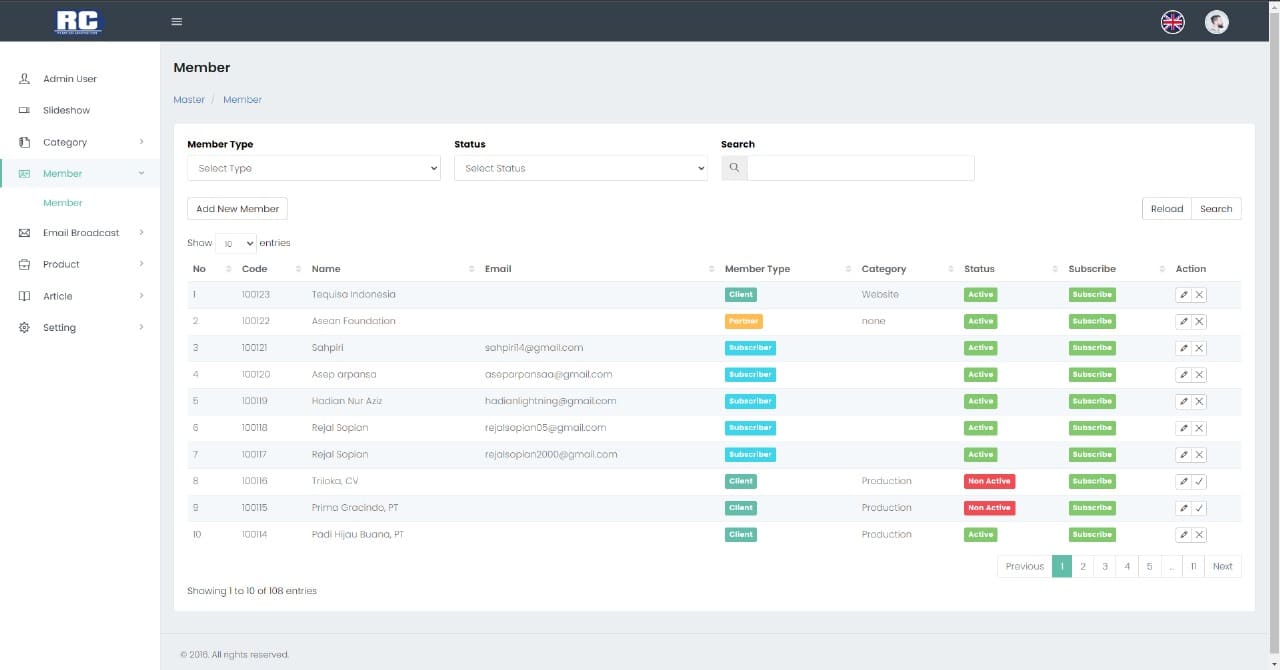 RC
Member
Master / Member
Admin User
Slideshow
Category
Member
Member
Email Broadcast
Product
Article
Setting
Member Type Status Search
Select Type Select Status
Add New Member Reload Search
Show 10 entries
No Code Name Email Member Type Category Status Subscribe Action
1 100123 Tequisa Indonesia Client Website Active Subscribe
2 100122 Asean Foundation Partner none Active Subscribe
3 100121 Sahpiri sahpiri14@gmail.com Subscriber Active Subscribe
4 100120 Asep arpansa aseparpansaa@gmail.com Subscriber Active Subscribe
5 100119 Hadian Nur Aziz hadianlightning@gmail.com Subscriber Active Subscribe
6 100118 Rejal Sopian rejalsopian05@gmail.com Subscriber Active Subscribe
7 100117 Rejal Sopian rejalsopian2000@gmail.com Subscriber Active Subscribe
8 100116 Triloka, CV Client Production Non Active Subscribe
9 100115 Prima Gracindo, PT Client Production Non Active Subscribe
10 100114 Padi Hijau Buana, PT Client Production Active Subscribe
Previous 1 2 3 4 5 .. 11 Next
Showing 1 to 10 of 108 entries
© 2016. All rights reserved.